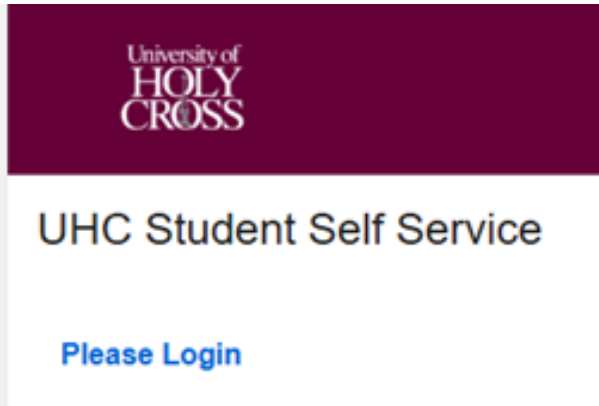 University of
HOLY
CROSS
UHC Student Self Service
Please Login